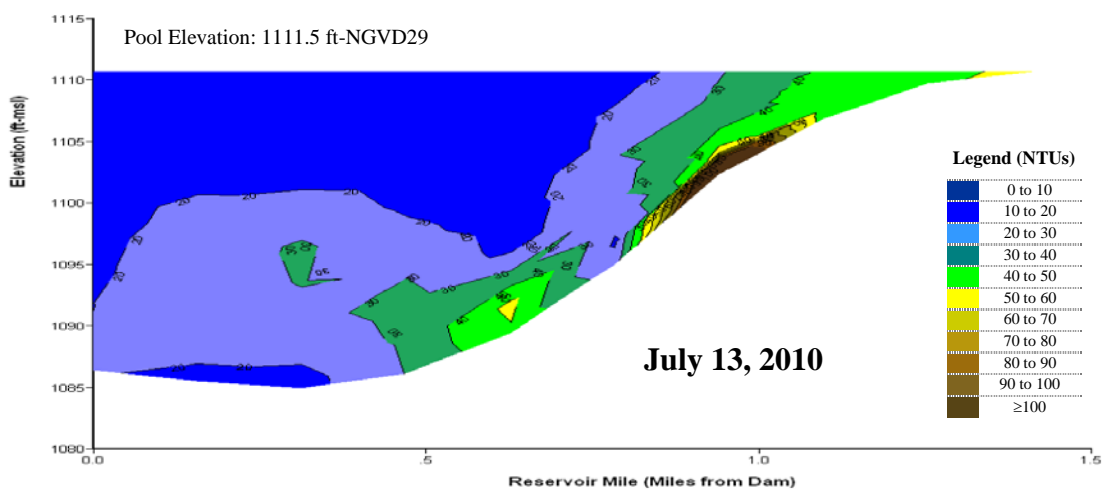 Pool Elevation: 1111.5 ft-NGVD29
Elevation (ft-msl)
1115
1110
1105
1100
1095
1090
1085
1080
0.0
.5
1.0
1.5
Reservoir Mile (Miles from Dam)
July 13, 2010
Legend (NTUs)
0 to 10
10 to 20
20 to 30
30 to 40
40 to 50
50 to 60
60 to 70
70 to 80
80 to 90
90 to 100
≥100